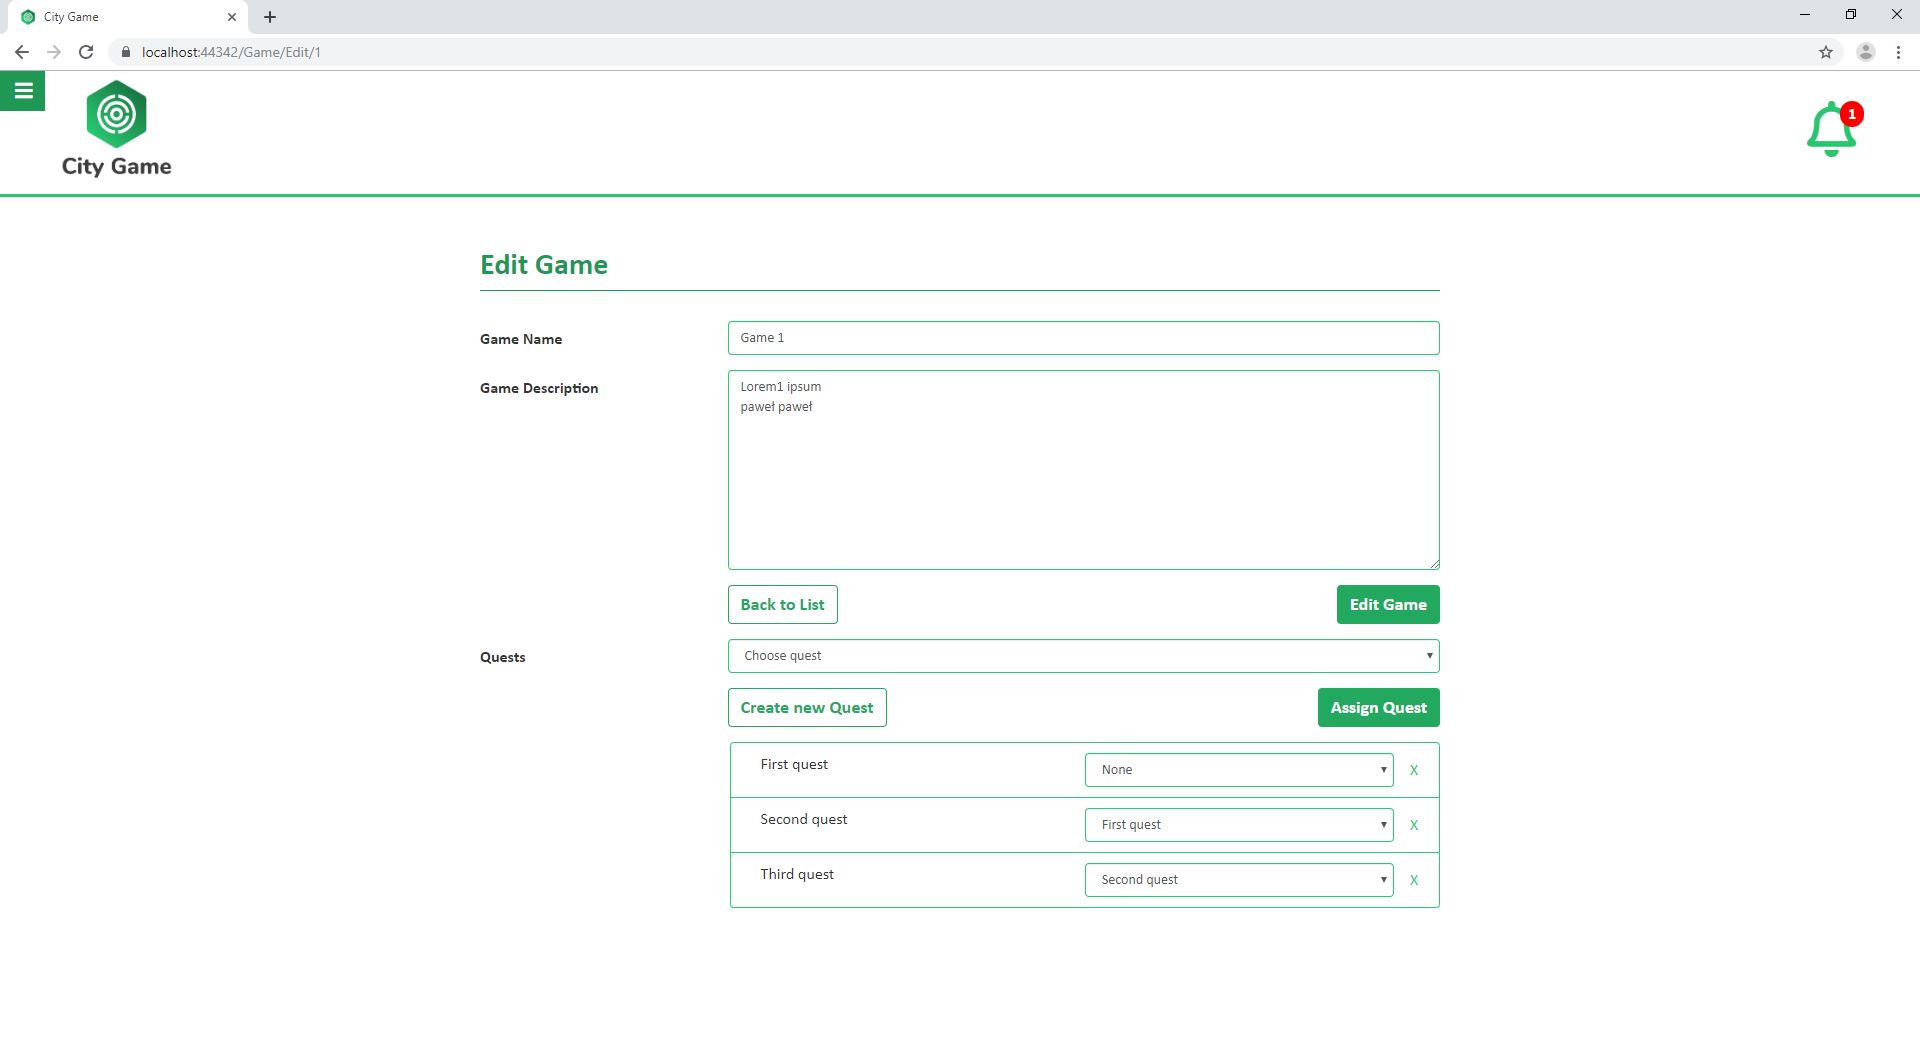 City Game
localhost:44342/Game/Edit/1
City Game
1
Edit Game
Game Name
Game 1
Game Description
Lorem1 ipsum
paweł paweł
Back to List
Edit Game
Quests
Choose quest
Create new Quest
Assign Quest
First quest
None
X
Second quest
First quest
X
Third quest
Second quest
X